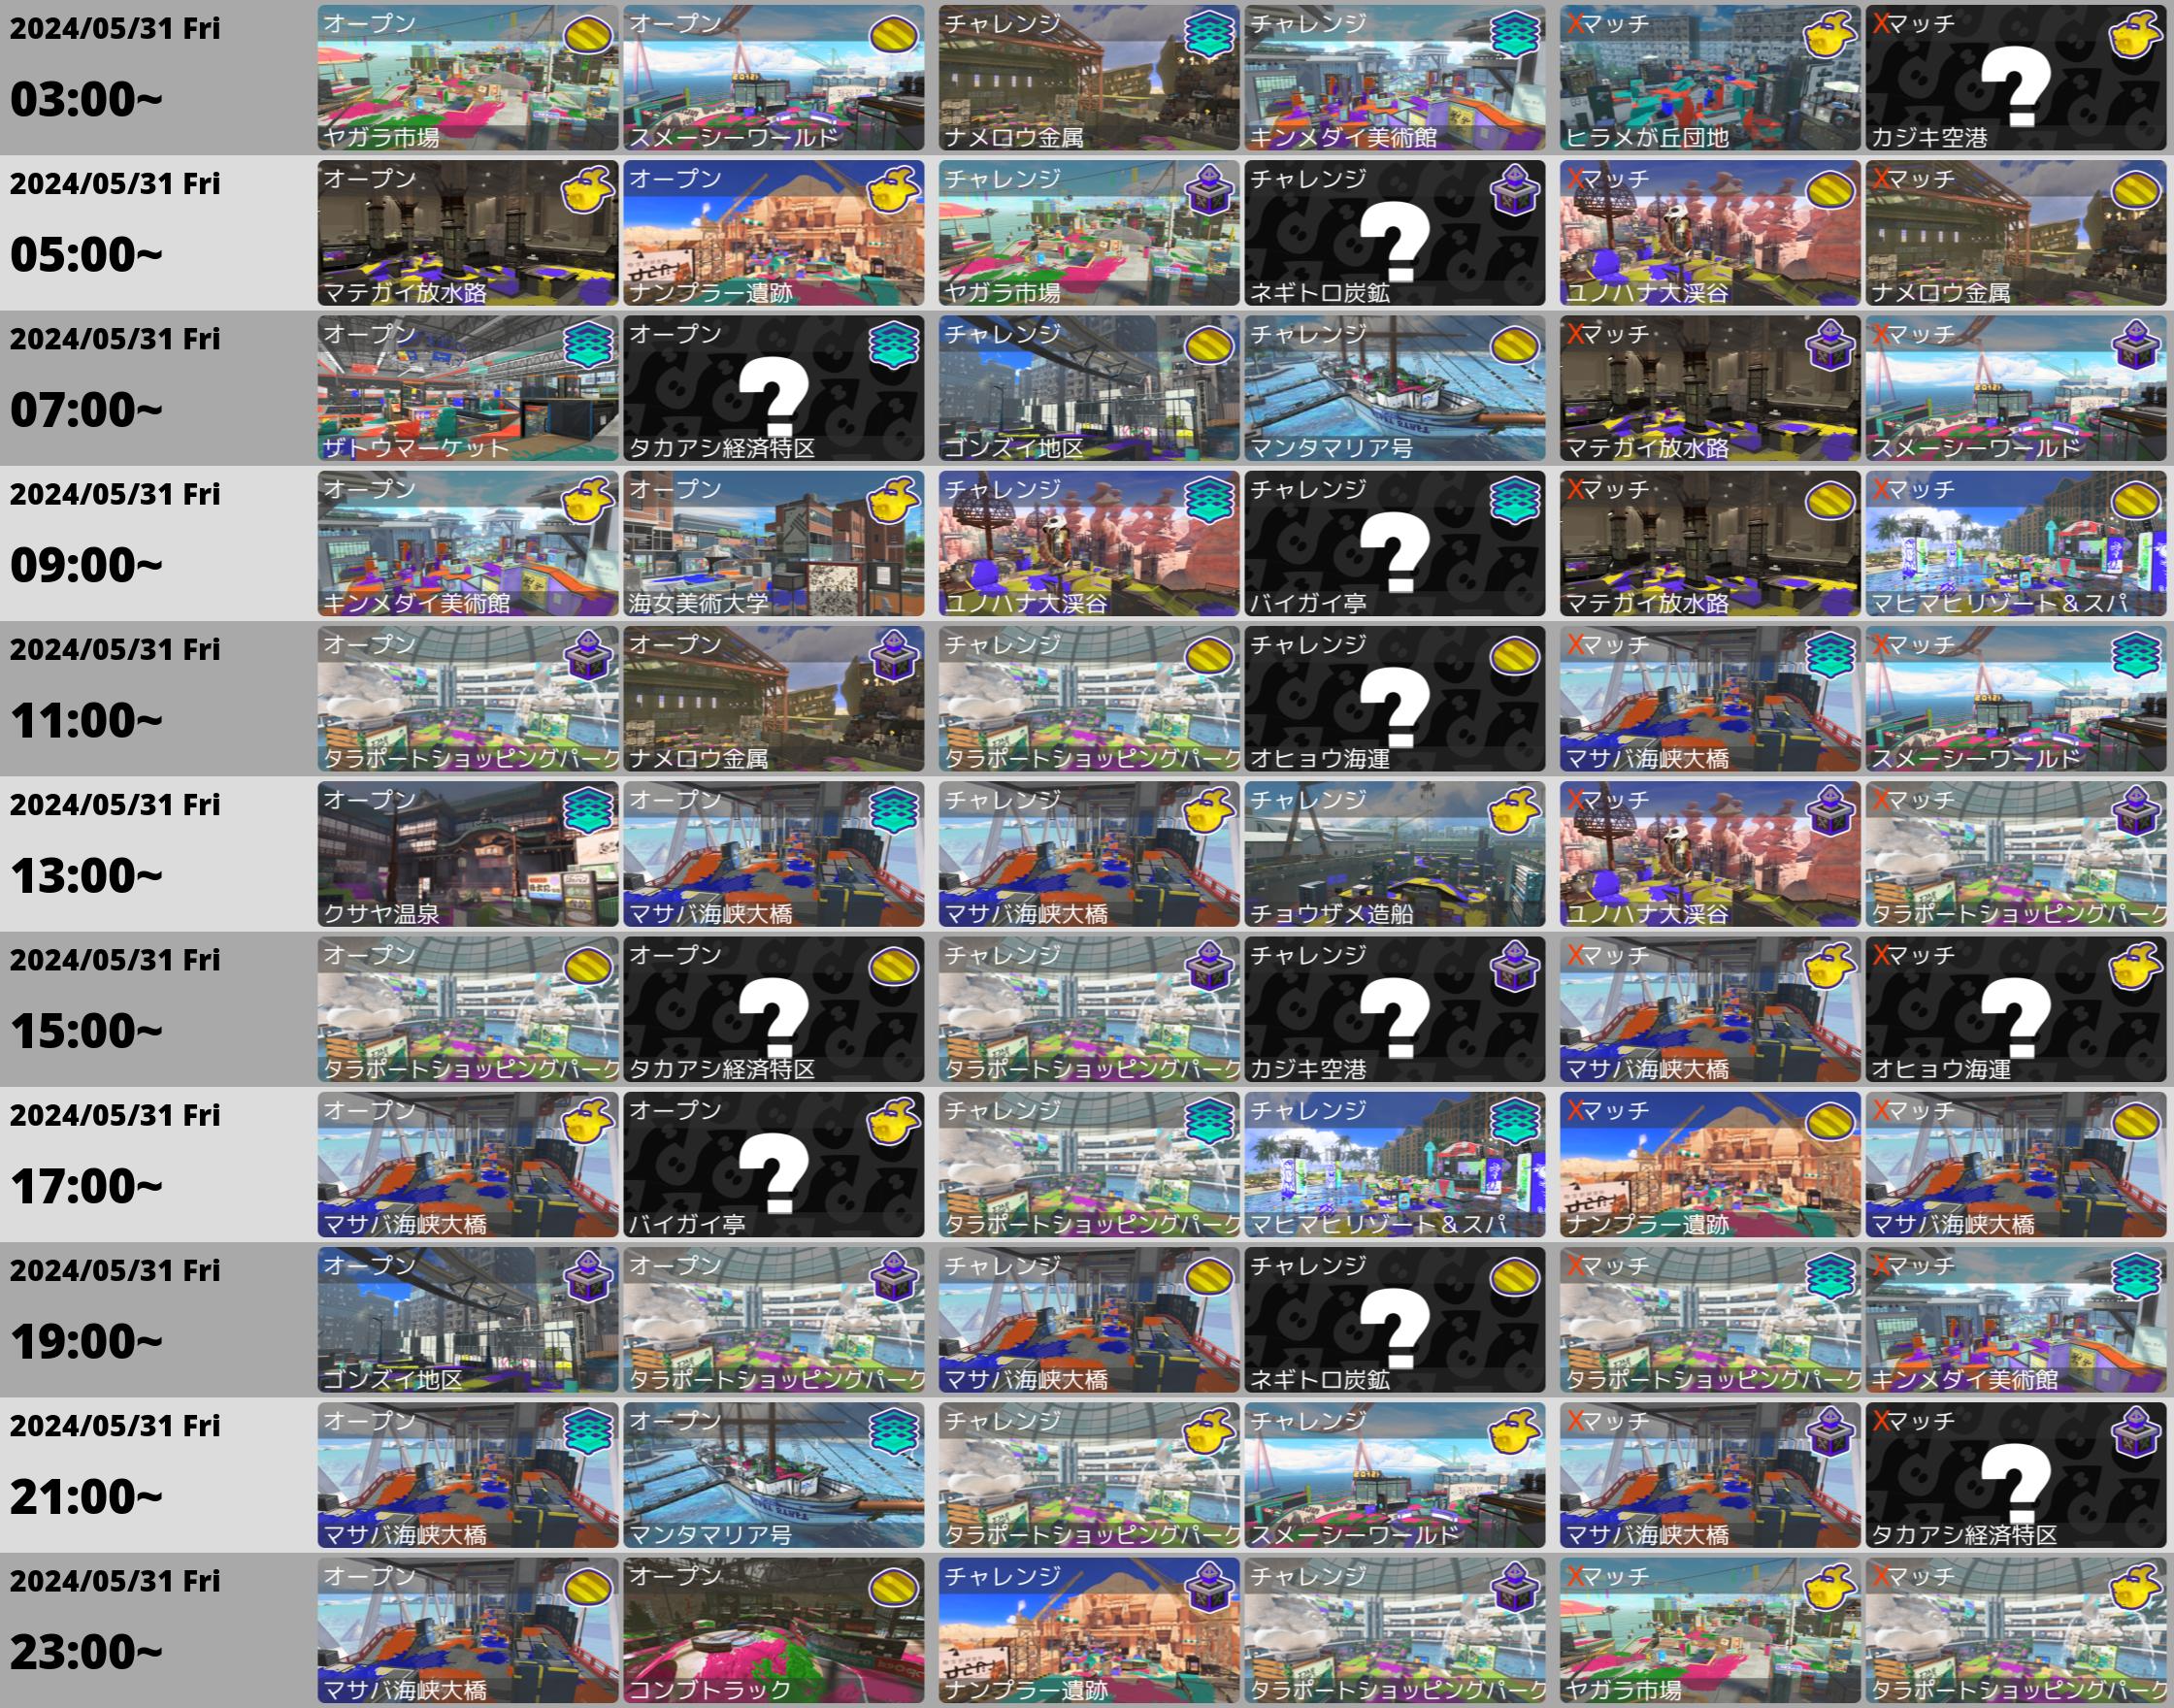 2024/05/31 Fri
03:00~
オープン
ヤガラ市場
オープン
スメーシーワールド
チャレンジ
ナメロウ金属
チャレンジ
キンメダイ美術館
Xマッチ
ヒラメが丘団地
Xマッチ
?
カジキ空港
2024/05/31 Fri
05:00~
オープン
マテガイ放水路
オープン
ナンプラー遺跡
チャレンジ
ヤガラ市場
チャレンジ
?
ネギトロ炭鉱
Xマッチ
ユノハナ大渓谷
Xマッチ
ナメロウ金属
2024/05/31 Fri
07:00~
オープン
ザトウマーケット
オープン
?
タカアシ経済特区
チャレンジ
ゴンズイ地区
チャレンジ
マンタマリア号
Xマッチ
マテガイ放水路
Xマッチ
スメーシーワールド
2024/05/31 Fri
09:00~
オープン
キンメダイ美術館
オープン
海女美術大学
チャレンジ
ユノハナ大渓谷
チャレンジ
?
バイガイ亭
Xマッチ
マテガイ放水路
Xマッチ
マヒマヒリゾート&スパ
2024/05/31 Fri
11:00~
オープン
タラポートショッピングパーク
オープン
ナメロウ金属
チャレンジ
タラポートショッピングパーク
チャレンジ
?
オヒョウ海運
Xマッチ
マサバ海峡大橋
Xマッチ
スメーシーワールド
2024/05/31 Fri
13:00~
オープン
クサヤ温泉
オープン
マサバ海峡大橋
チャレンジ
マサバ海峡大橋
チャレンジ
チョウザメ造船
Xマッチ
ユノハナ大渓谷
Xマッチ
タラポートショッピングパーク
2024/05/31 Fri
15:00~
オープン
タラポートショッピングパーク
オープン
?
タカアシ経済特区
チャレンジ
タラポートショッピングパーク
チャレンジ
?
カジキ空港
Xマッチ
マサバ海峡大橋
Xマッチ
?
オヒョウ海運
2024/05/31 Fri
17:00~
オープン
マサバ海峡大橋
オープン
?
バイガイ亭
チャレンジ
タラポートショッピングパーク
チャレンジ
マヒマヒリゾート&スパ
Xマッチ
ナンプラー遺跡
Xマッチ
マサバ海峡大橋
2024/05/31 Fri
19:00~
オープン
ゴンズイ地区
オープン
タラポートショッピングパーク
チャレンジ
マサバ海峡大橋
チャレンジ
?
ネギトロ炭鉱
Xマッチ
タラポートショッピングパーク
Xマッチ
キンメダイ美術館
2024/05/31 Fri
21:00~
オープン
マサバ海峡大橋
オープン
マンタマリア号
チャレンジ
タラポートショッピングパーク
チャレンジ
スメーシーワールド
Xマッチ
マサバ海峡大橋
Xマッチ
?
タカアシ経済特区
2024/05/31 Fri
23:00~
オープン
マサバ海峡大橋
オープン
コンブトラック
チャレンジ
ナンプラー遺跡
チャレンジ
タラポートショッピングパーク
Xマッチ
ヤガラ市場
Xマッチ
タラポートショッピングパーク